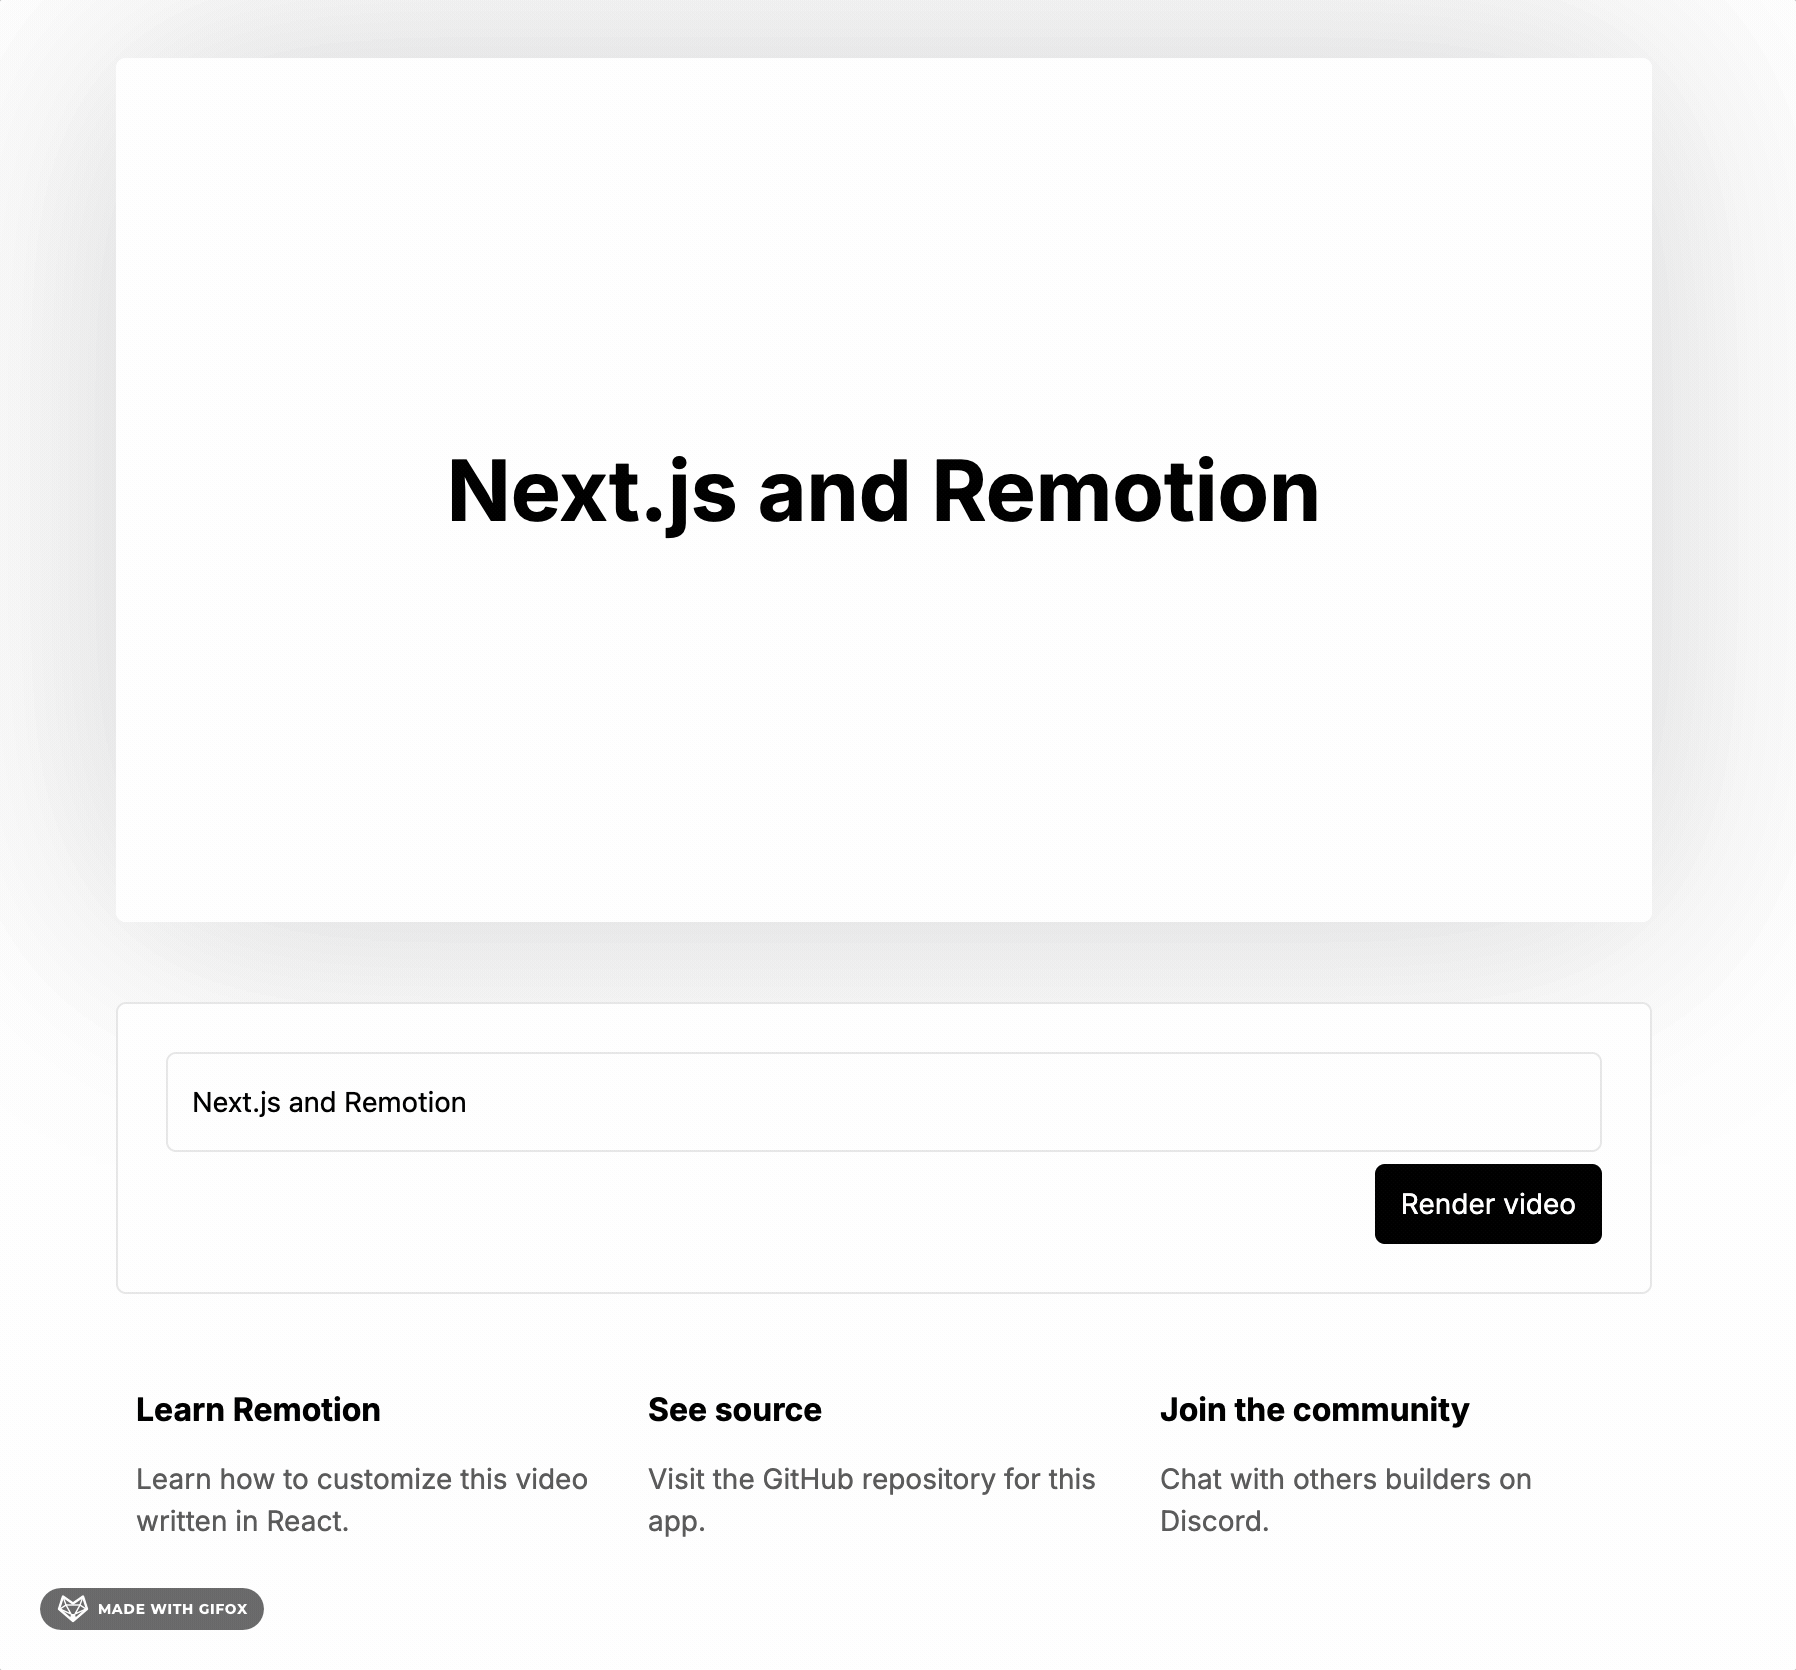 Next.js and Remotion
Next.js and Remotion
Render video
Learn Remotion
Learn how to customize this video
written in React.
See source
Visit the GitHub repository for this
app.
Join the community
Chat with others builders on
Discord.
MADE WITH GIFOX